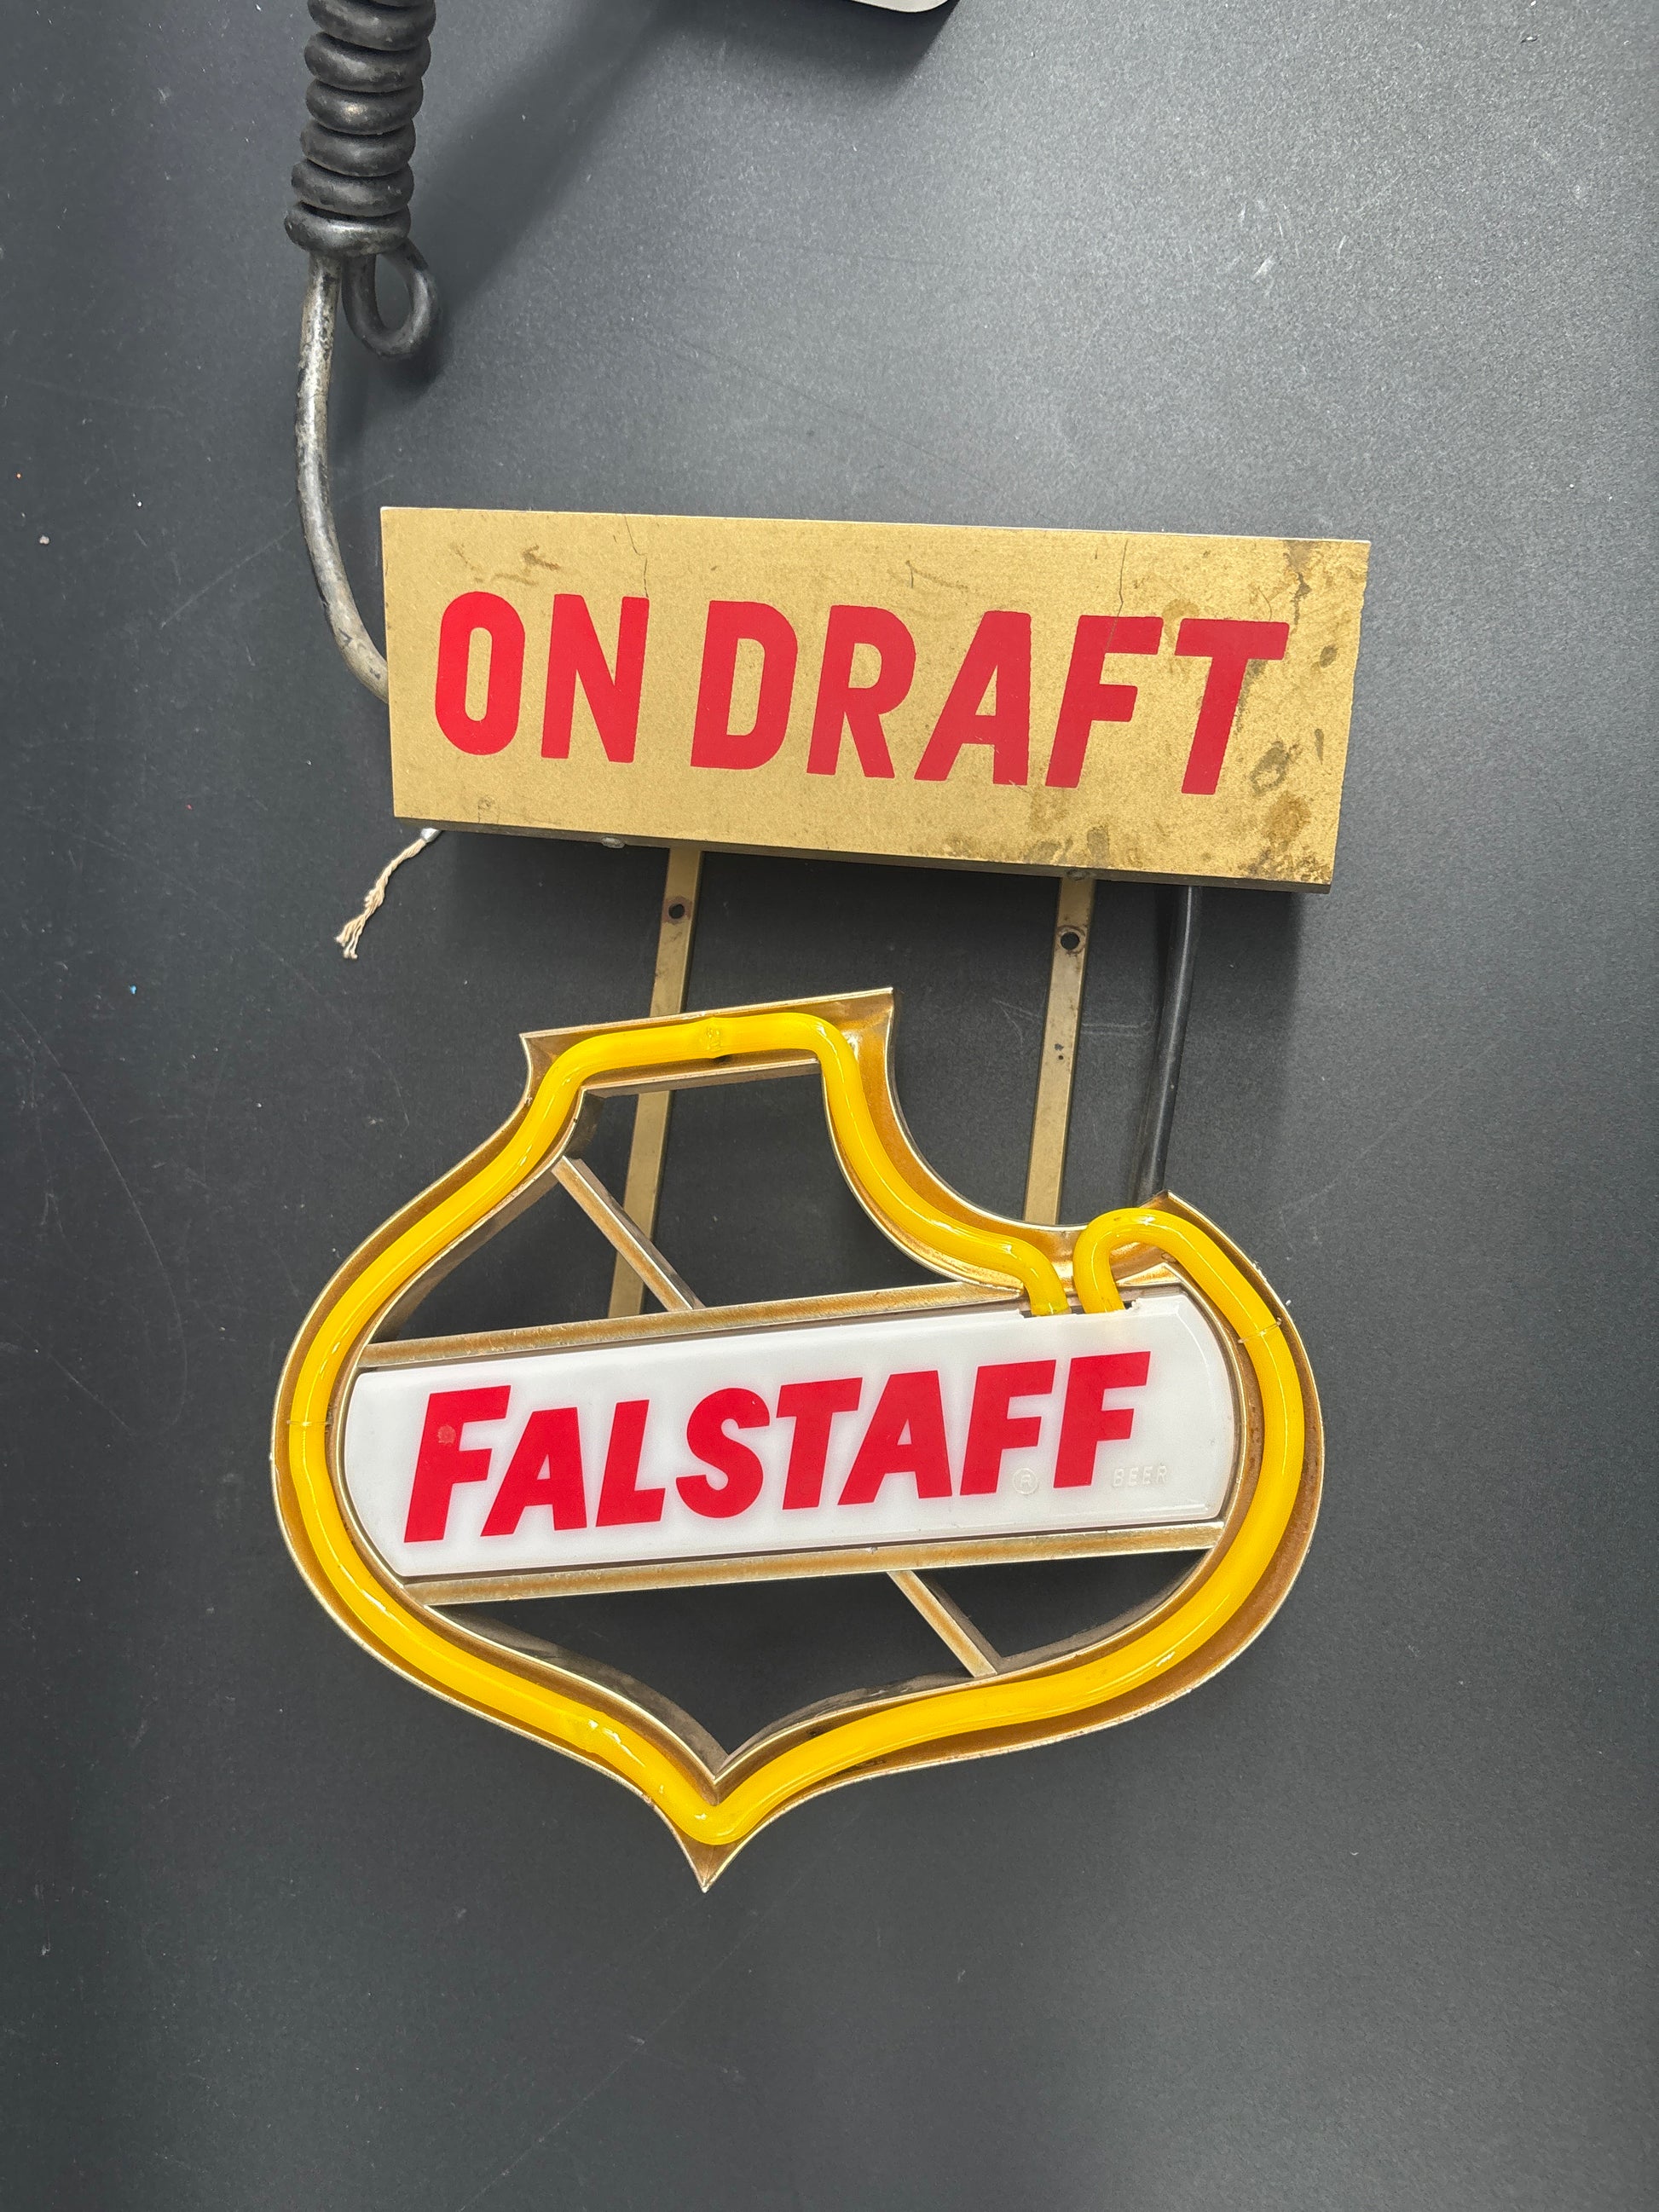 ON DRAFT
FALSTAFF
® BEER